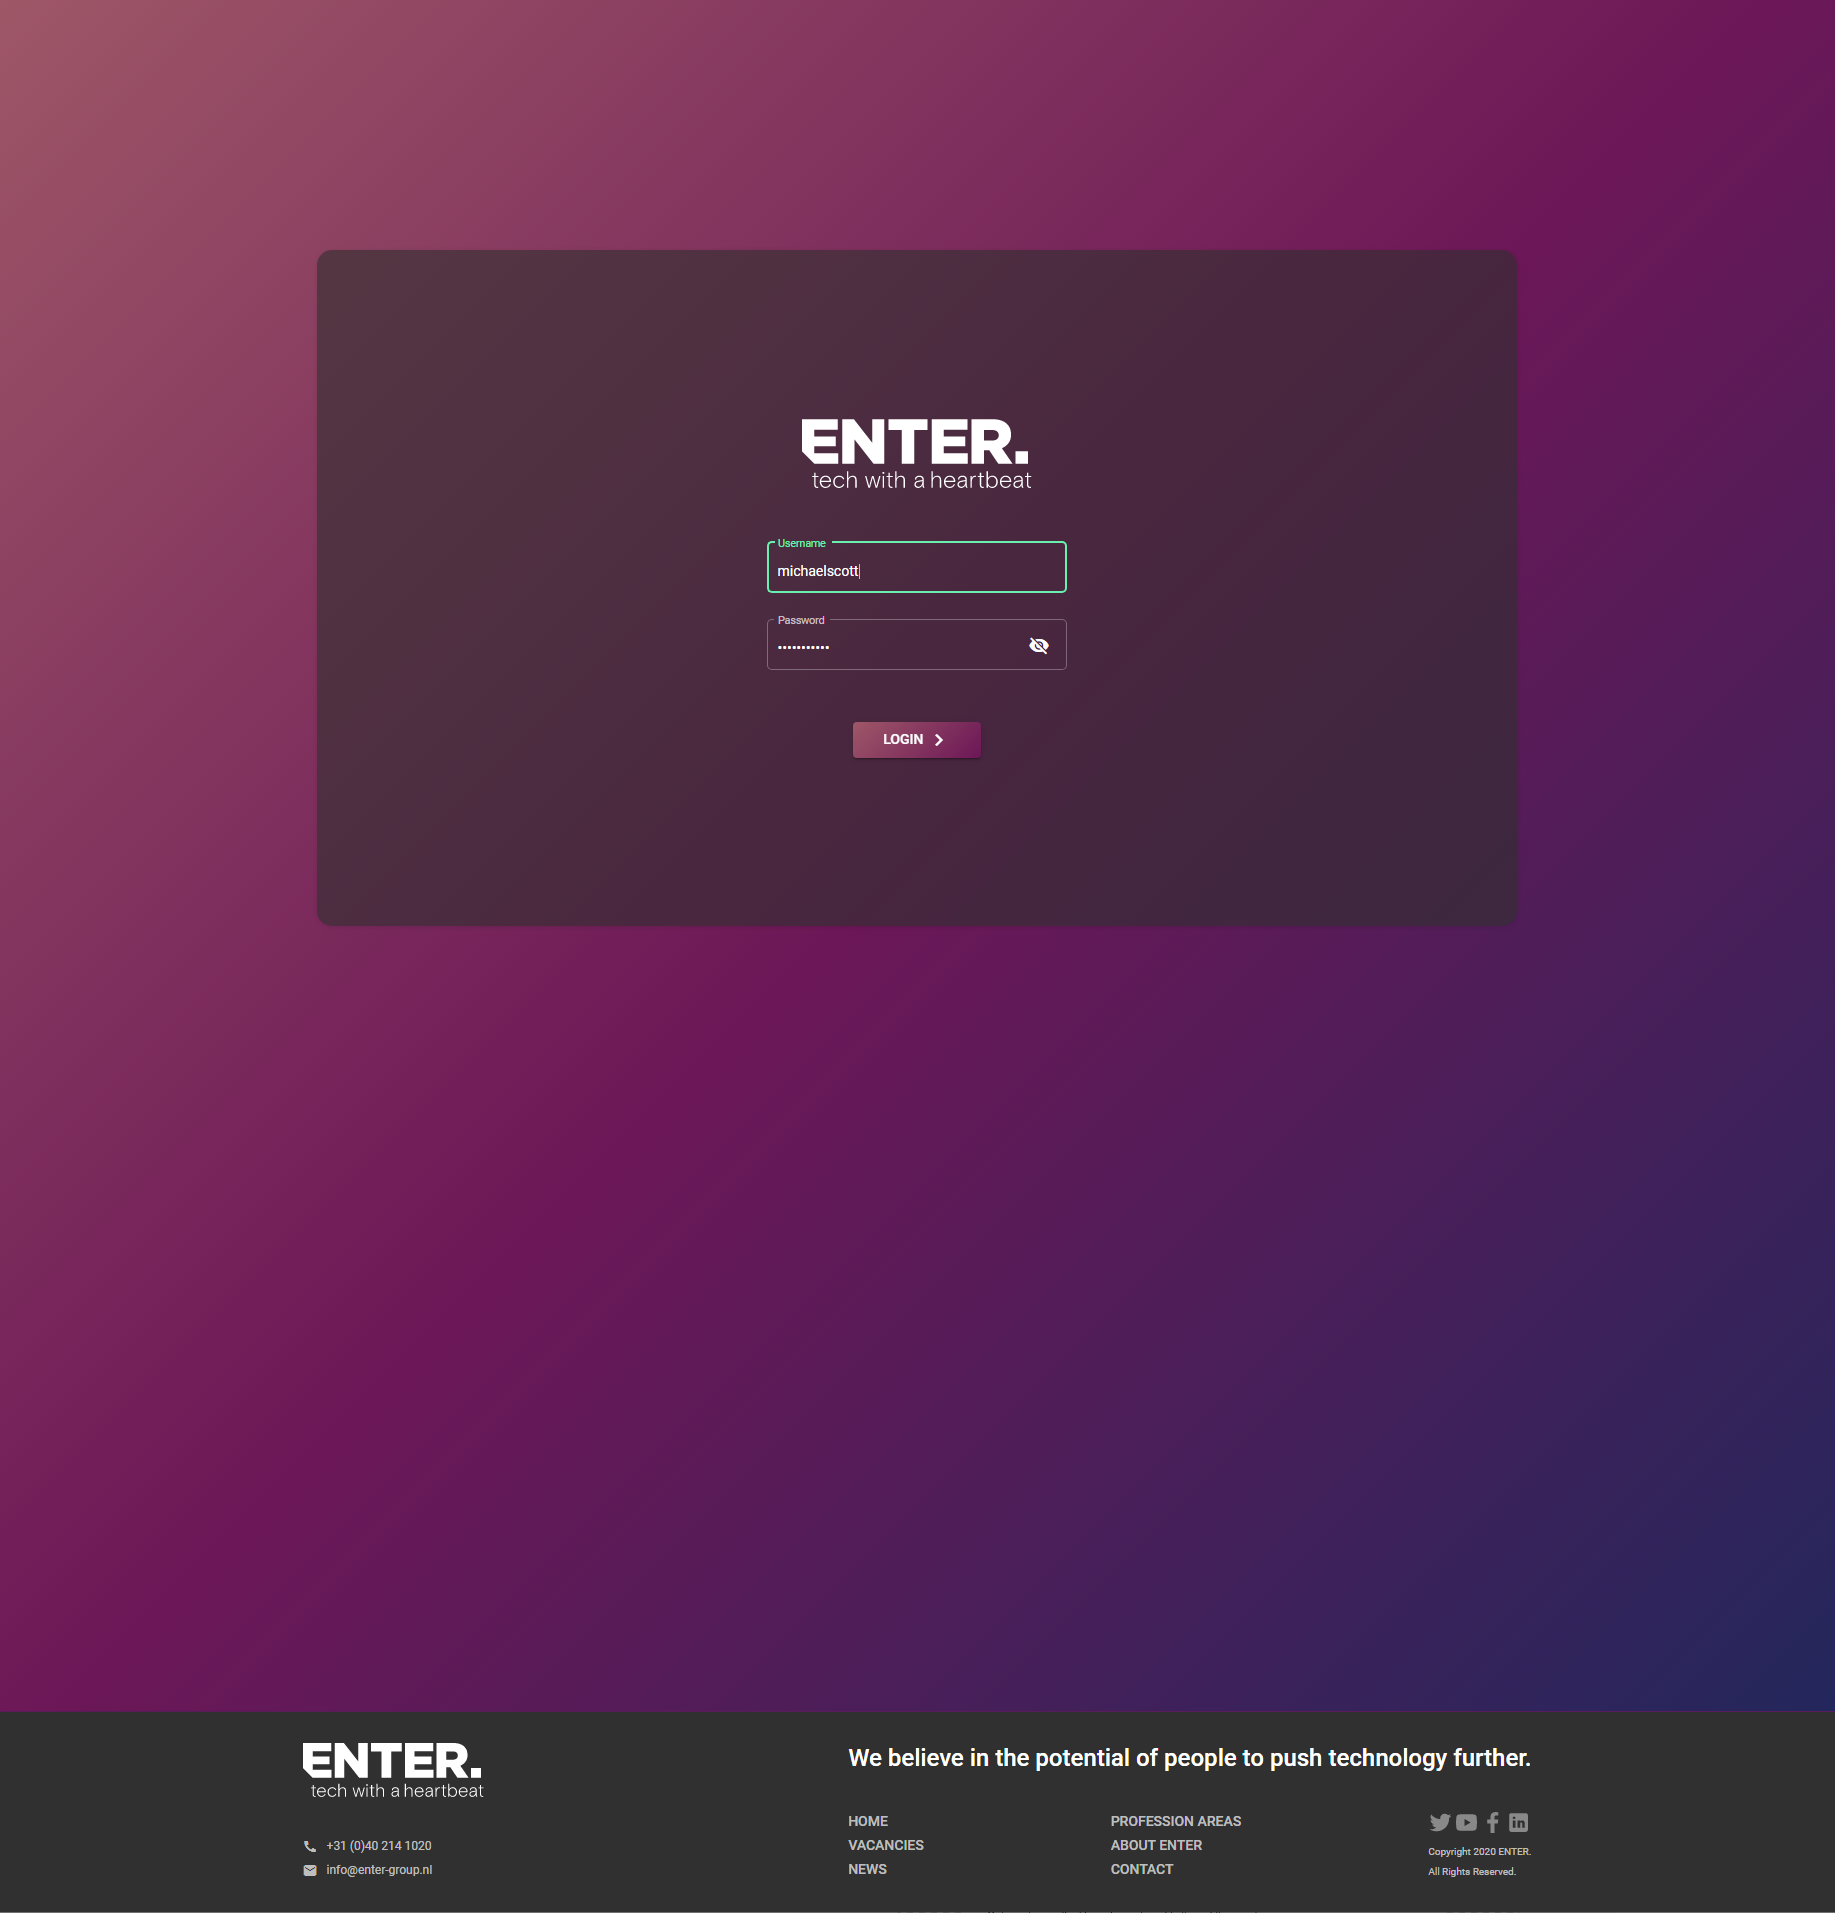 ENTER.
tech with a heartbeat
Username
michaelscott
Password
•••••••••••
LOGIN
ENTER.
tech with a heartbeat
+31 (0)40 214 1020
info@enter-group.nl
We believe in the potential of people to push technology further.
HOME
VACANCIES
NEWS
PROFESSION AREAS
ABOUT ENTER
CONTACT
Copyright 2020 ENTER.
All Rights Reserved.